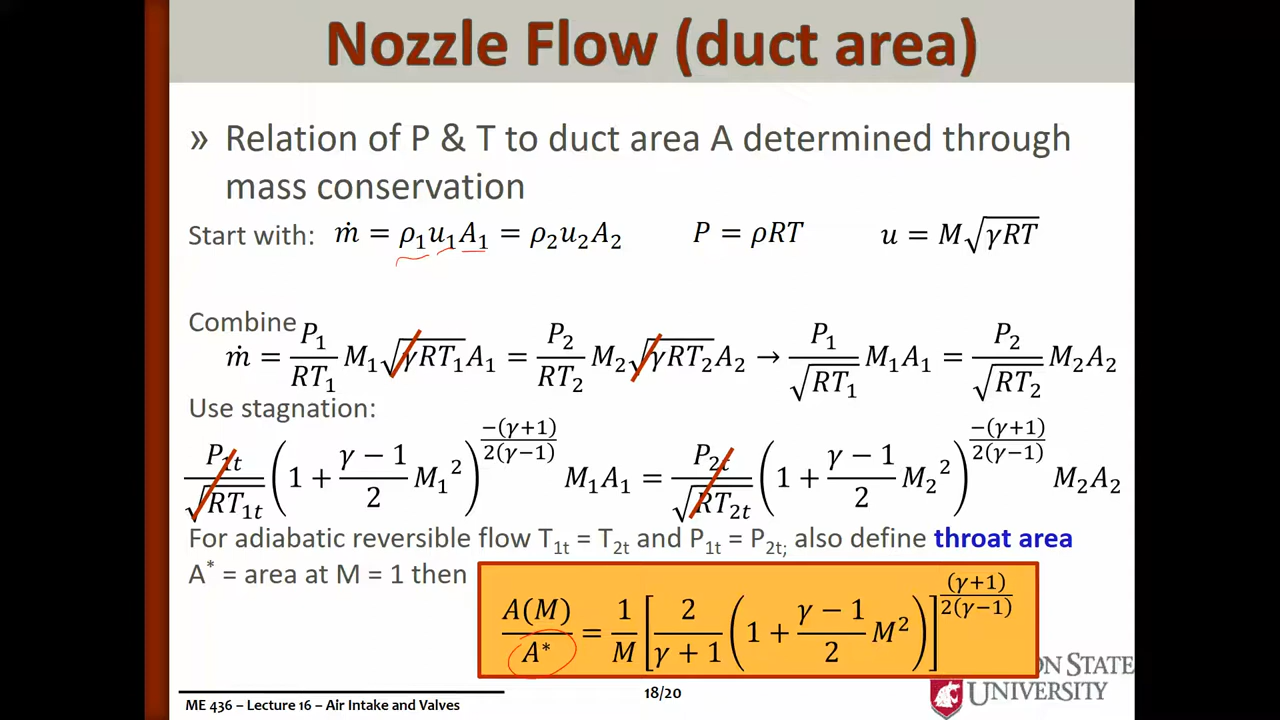 Nozzle Flow (duct area)
» Relation of P & T to duct area A determined through
mass conservation
Start with: ṁ = ρ₁u₁A₁ = ρ₂u₂A₂ P = ρRT u = M√(γRT)
Combine
ṁ = P₁/(RT₁) M₁√(γRT₁)A₁ = P₂/(RT₂) M₂√(γRT₂)A₂ → P₁/√(RT₁) M₁A₁ = P₂/√(RT₂) M₂A₂
Use stagnation:
P₁ₜ/√(RT₁ₜ) (1 + (γ − 1)/2 M₁²)^(−(γ+1)/(2(γ−1))) M₁A₁ = P₂ₜ/√(RT₂ₜ) (1 + (γ − 1)/2 M₂²)^(−(γ+1)/(2(γ−1))) M₂A₂
For adiabatic reversible flow T₁ₜ = T₂ₜ and P₁ₜ = P₂ₜ; also define throat area
A* = area at M = 1 then
A(M)/A* = 1/M [2/(γ + 1) (1 + (γ − 1)/2 M²)]^((γ+1)/(2(γ−1)))
ON STATE
UNIVERSITY
18/20
ME 436 – Lecture 16 – Air Intake and Valves